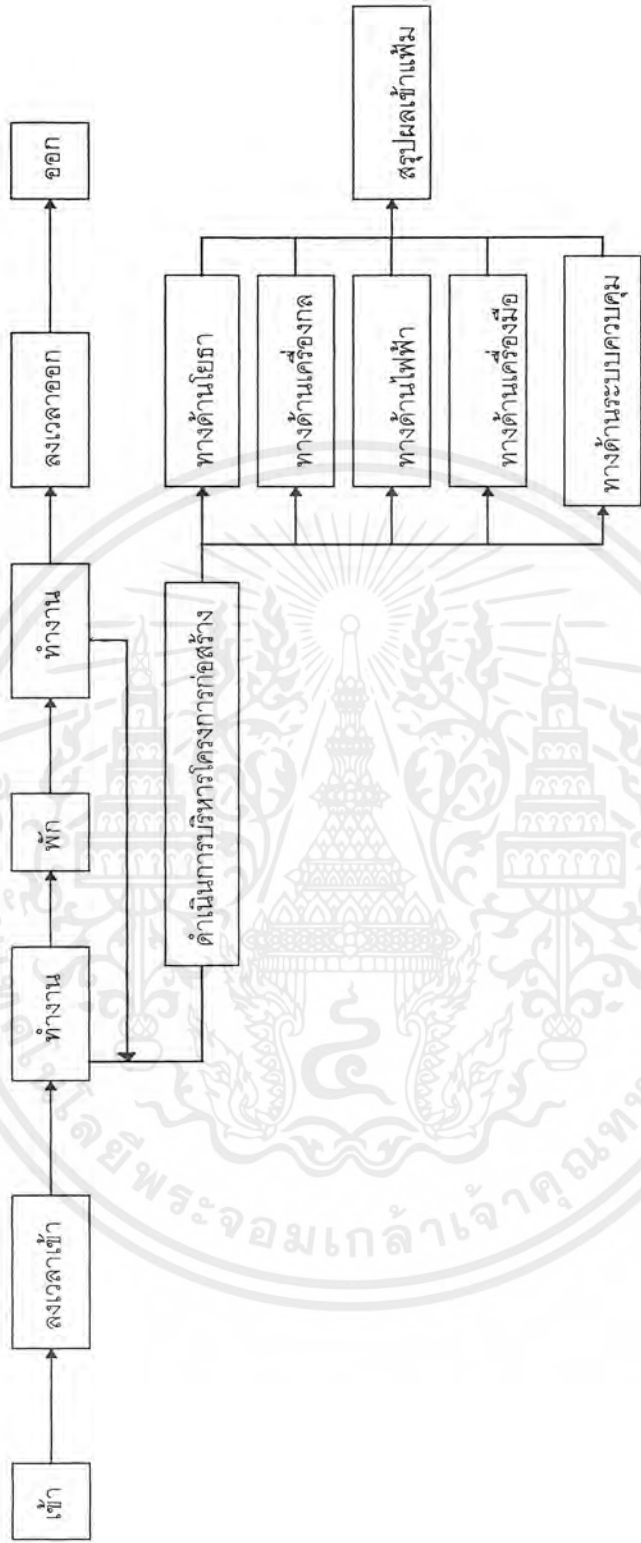 เข้า
ลงเวลาเข้า
ทำงาน
พัก
ทำงาน
ลงเวลาออก
ออก
ดำเนินการบริหารโครงการก่อสร้าง
ทางด้านโยธา
ทางด้านเครื่องกล
ทางด้านไฟฟ้า
ทางด้านเครื่องมือ
ทางด้านระบบควบคุม
สรุปผลเข้าแฟ้ม